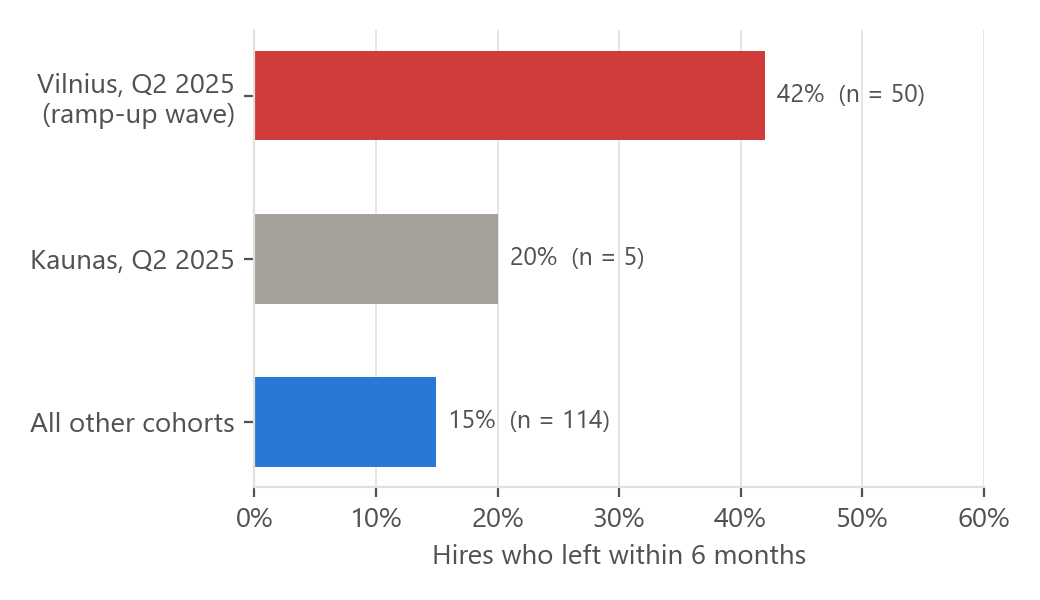 Vilnius, Q2 2025
(ramp-up wave)
42%  (n = 50)
Kaunas, Q2 2025
20%  (n = 5)
All other cohorts
15%  (n = 114)
0% 10% 20% 30% 40% 50% 60%
Hires who left within 6 months